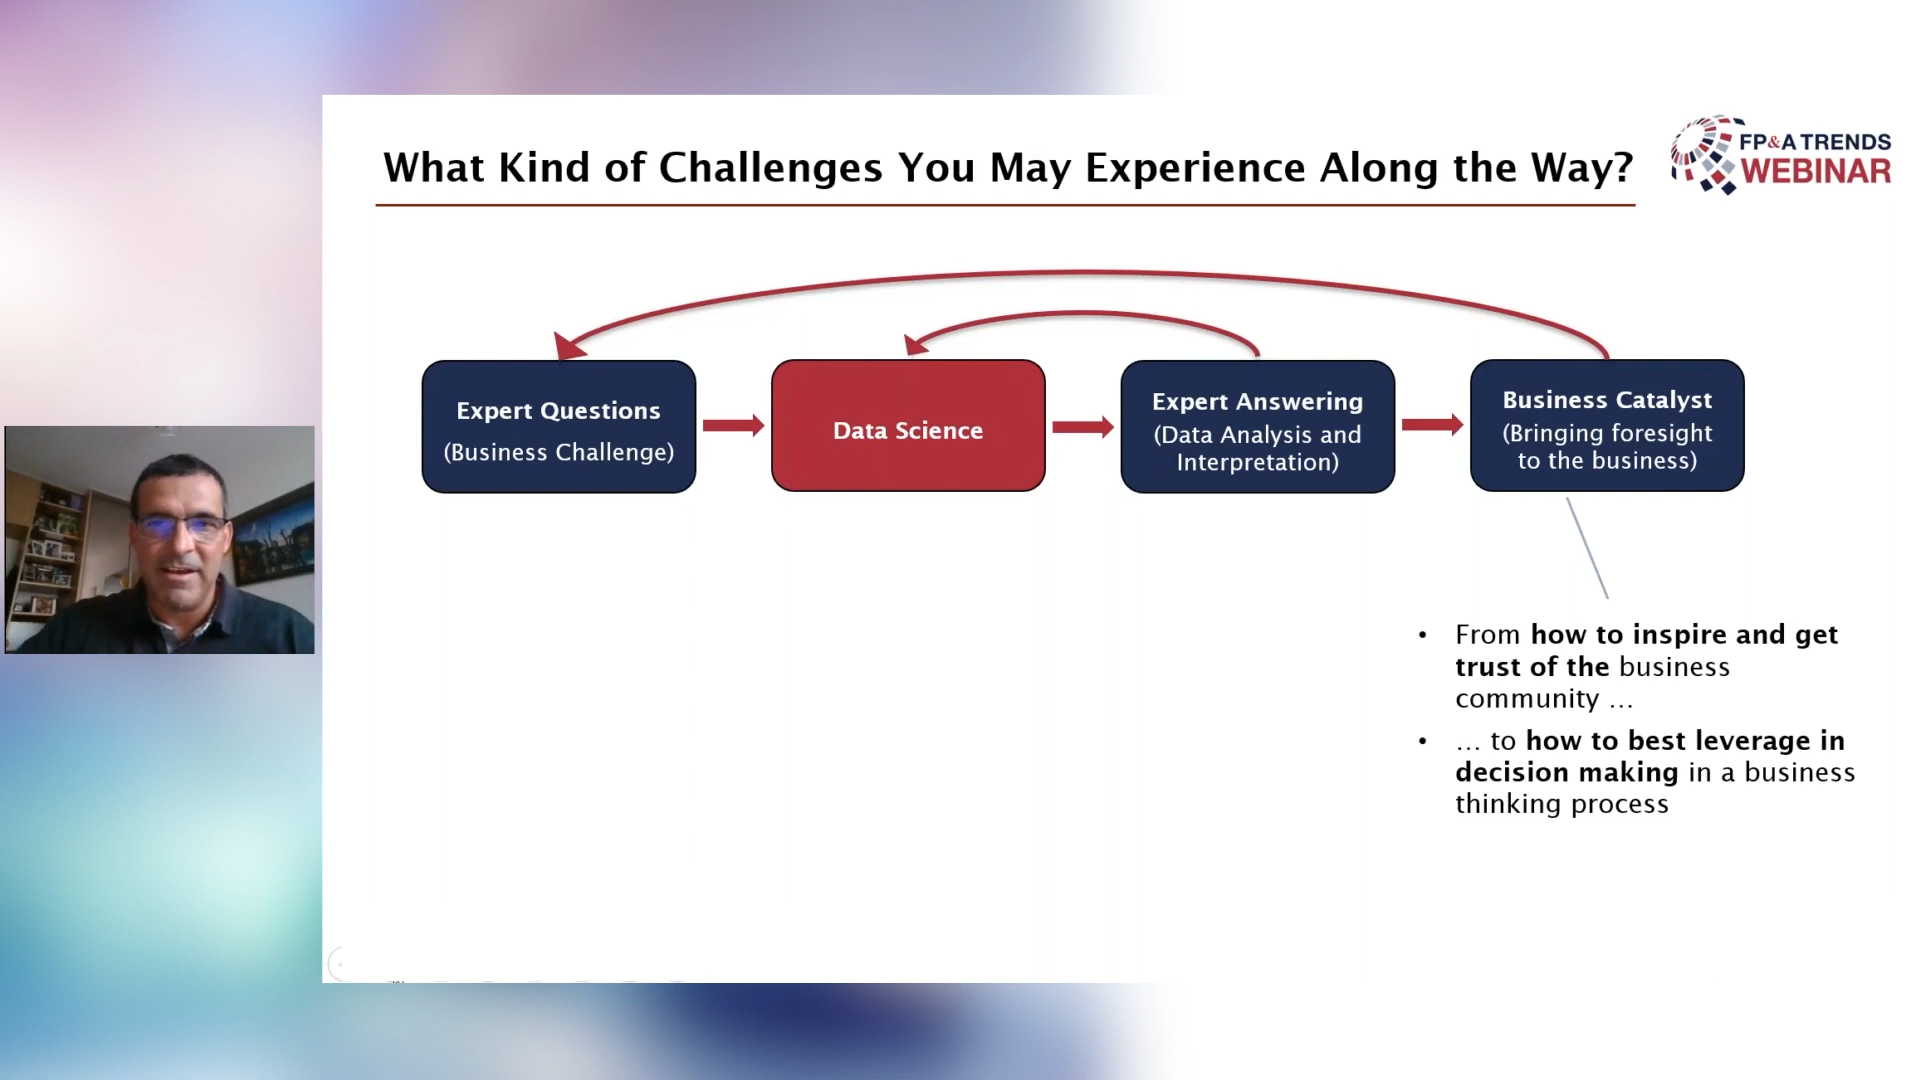 What Kind of Challenges You May Experience Along the Way?
FP&A TRENDS
WEBINAR
Expert Questions
(Business Challenge)
Data Science
Expert Answering
(Data Analysis and
Interpretation)
Business Catalyst
(Bringing foresight
to the business)
• From how to inspire and get
trust of the business
community …
• … to how to best leverage in
decision making in a business
thinking process